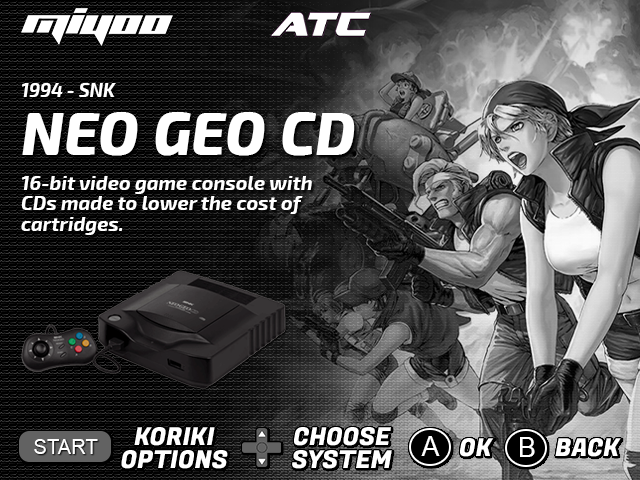 miyoo ATC
1994 - SNK
NEO GEO CD
16-bit video game console with
CDs made to lower the cost of
cartridges.
START KORIKI OPTIONS CHOOSE SYSTEM A OK B BACK